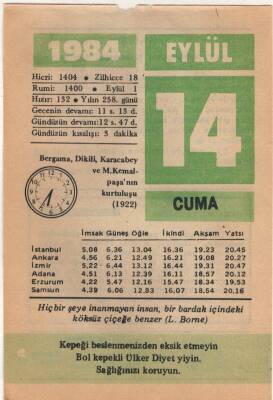 1984
EYLÜL
Hicri: 1404 • Zilhicce 18
Rumi: 1400 • Eylül 1
Hızır: 132 • Yılın 258. günü
Gecenin devamı: 11 s. 13 d.
Gündüzün devamı: 12 s. 47 d.
Gündüzün kısalışı: 3 dakika
14
CUMA
Bergama, Dikili, Karacabey
ve M.Kemal-
paşa'nın
kurtuluşu
(1922)
İmsak Güneş Öğle İkindi Akşam Yatsı
İstanbul 5,08 6,36 13.04 16,36 19.23 20.45
Ankara 4,56 6.21 12.49 16.21 19.08 20.27
İzmir 5,22 6.44 13.12 16.44 19.31 20.47
Adana 4,51 6.13 12.39 16.11 18.57 20.12
Erzurum 4,22 5.47 12.16 15.47 18.34 19.53
Samsun 4.39 6.06 12.83 16.07 18.54 20.16
Hiçbir şeye inanmayan insan, bir bardak içindeki
köksüz çiçeğe benzer (L. Borne)
Kepeği beslenmenizden eksik etmeyin
Bol kepekli Ülker Diyet yiyin.
Sağlığınızı koruyun.